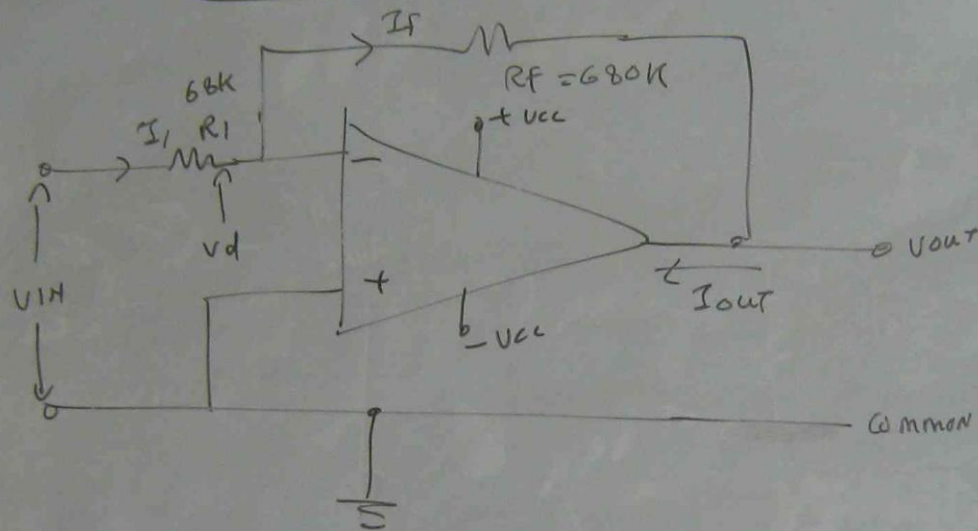 If
RF = 680K
68K
I1 R1
+ VCC
−
Vd
VIN
+
− VCC
VOUT
IOUT
COMMON